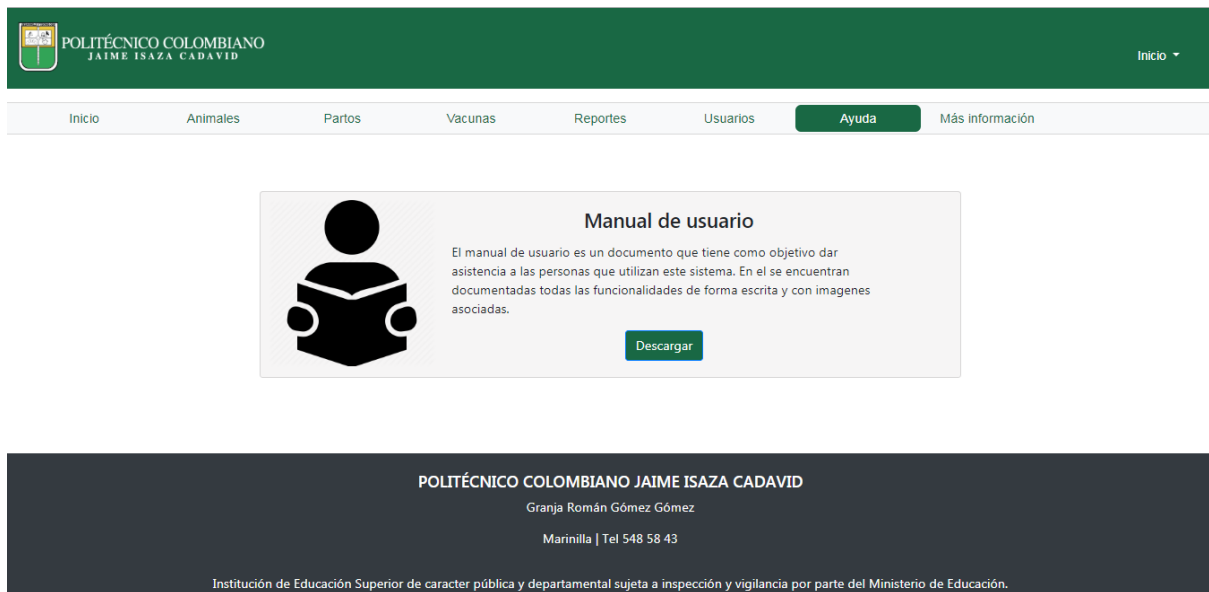 POLITÉCNICO COLOMBIANO
JAIME ISAZA CADAVID
Inicio
Inicio Animales Partos Vacunas Reportes Usuarios Ayuda Más información
Manual de usuario
El manual de usuario es un documento que tiene como objetivo dar
asistencia a las personas que utilizan este sistema. En el se encuentran
documentadas todas las funcionalidades de forma escrita y con imagenes
asociadas.
Descargar
POLITÉCNICO COLOMBIANO JAIME ISAZA CADAVID
Granja Román Gómez Gómez
Marinilla | Tel 548 58 43
Institución de Educación Superior de caracter pública y departamental sujeta a inspección y vigilancia por parte del Ministerio de Educación.